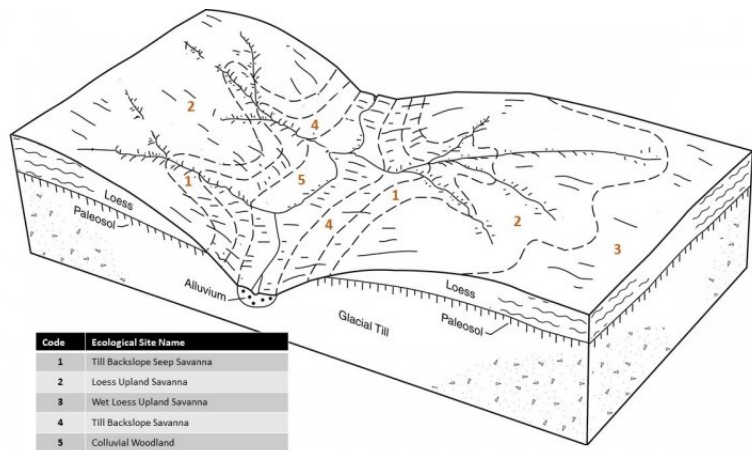 2
4
1
5
1
4
2
3
Loess
Paleosol
Alluvium
Loess
Paleosol
Glacial Till
Code Ecological Site Name
1 Till Backslope Seep Savanna
2 Loess Upland Savanna
3 Wet Loess Upland Savanna
4 Till Backslope Savanna
5 Colluvial Woodland